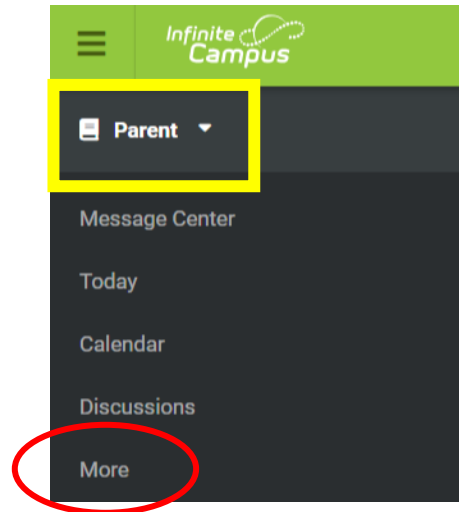 Infinite
Campus
Parent
Message Center
Today
Calendar
Discussions
More